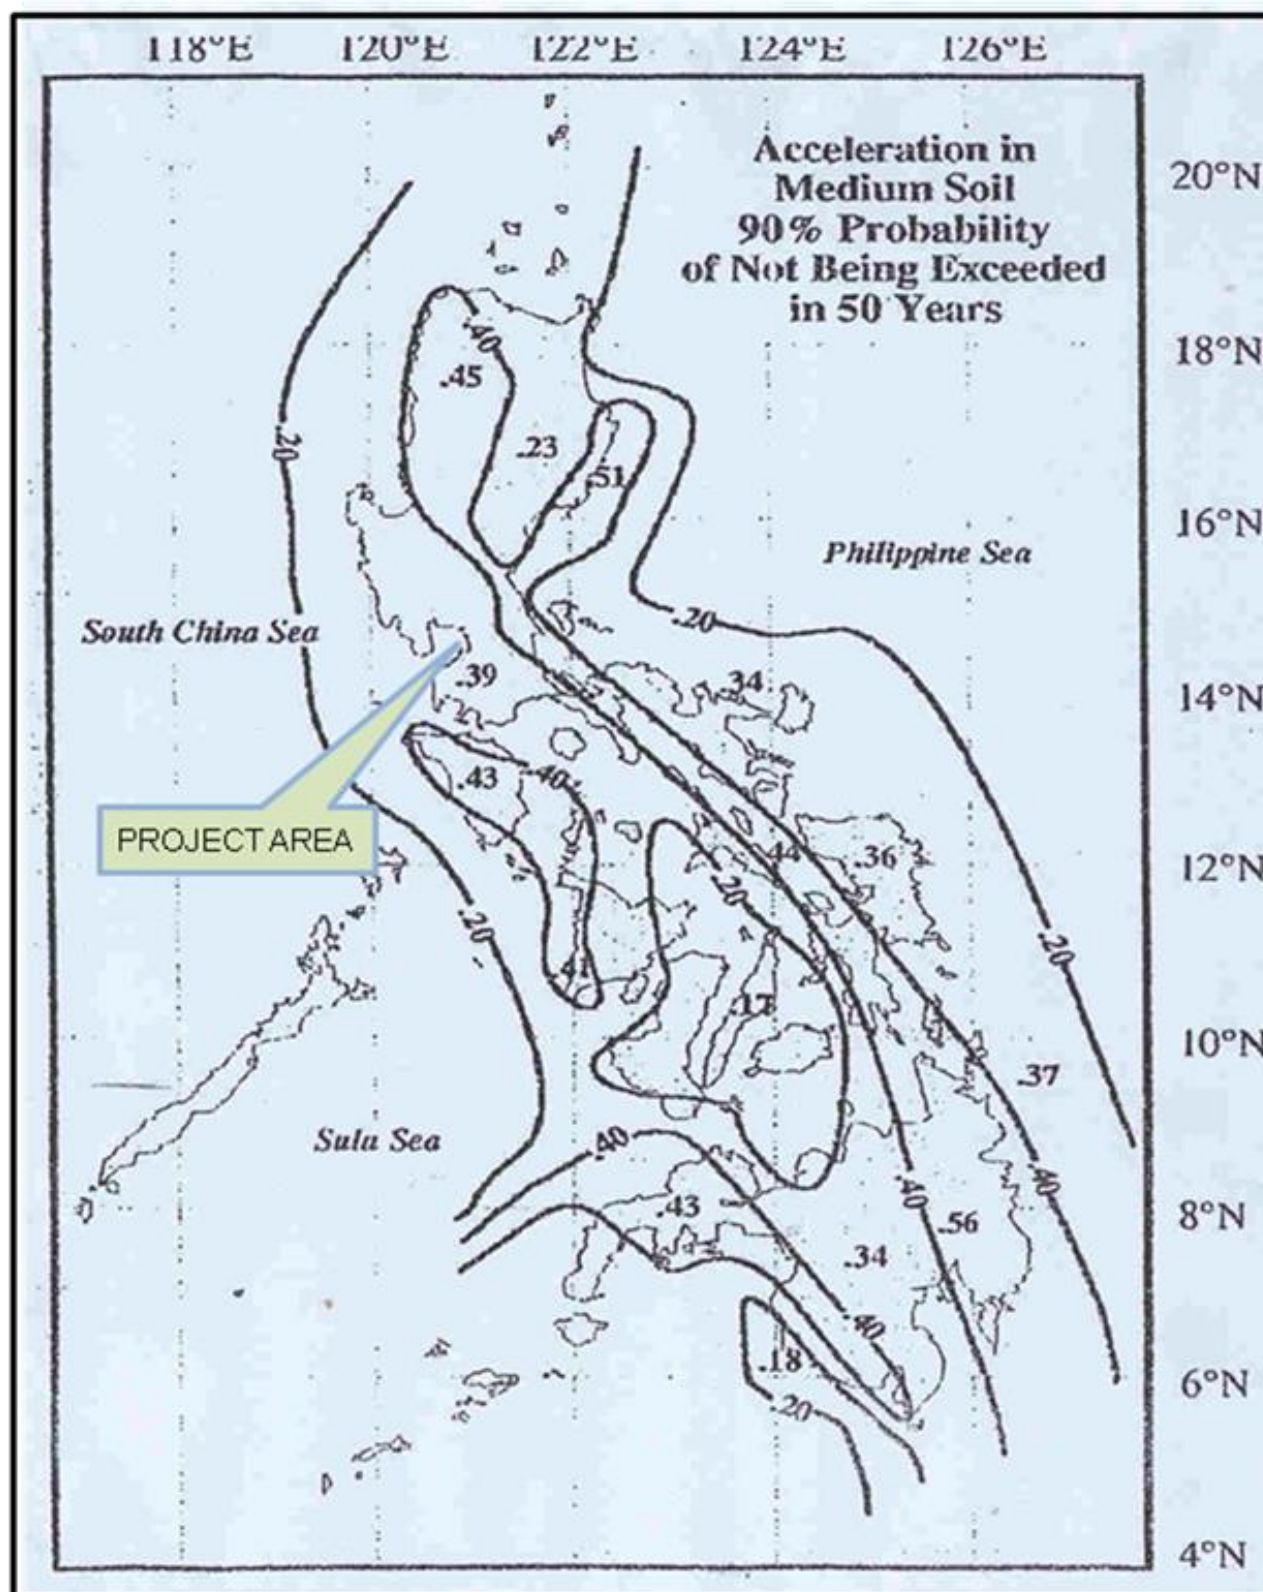 118°E 120°E 122°E 124°E 126°E
Acceleration in
Medium Soil
90% Probability
of Not Being Exceeded
in 50 Years
20°N
18°N
16°N
14°N
12°N
10°N
8°N
6°N
4°N
.40
.45
.20
.23
.51
Philippine Sea
South China Sea
.20
.39
.34
.43
.40
PROJECT AREA
.44
.36
.20
.20
.20
.41
.17
.37
Sulu Sea
.40
.40
.40
.43
.56
.34
.40
.18
.20